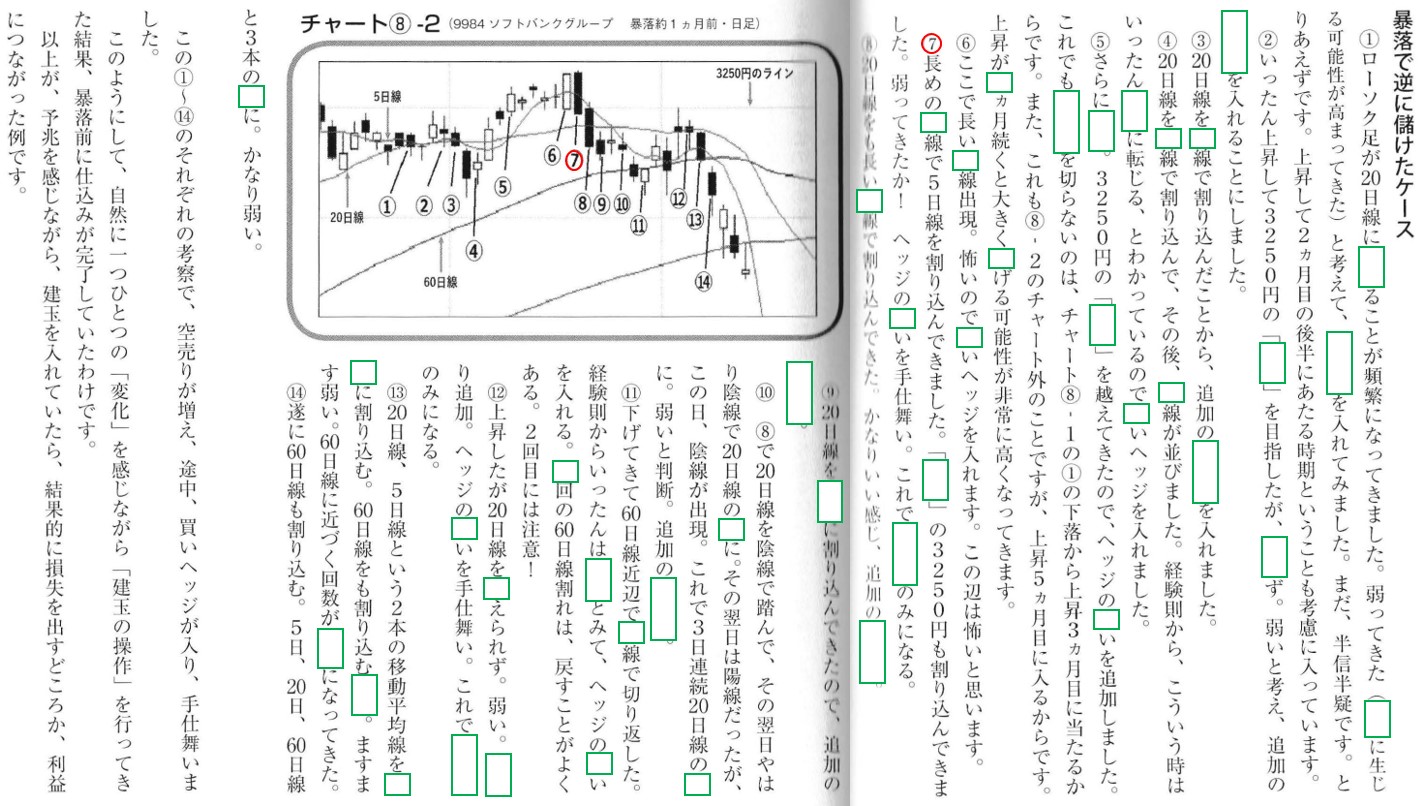 暴落で逆に儲けたケース
①ローソク足が20日線に ることが頻繁になってきました。弱ってきた（ に生じ
る可能性が高まってきた）と考えて、 を入れてみました。まだ、半信半疑です。と
りあえずです。上昇して2ヵ月目の後半にあたる時期ということも考慮に入っています。
②いったん上昇して3250円の「 」を目指したが、 ず。弱いと考え、追加の
を入れることにしました。
③20日線を 線で割り込んだことから、追加の を入れました。
④20日線を 線で割り込んで、その後、 線が並びました。経験則から、こういう時は
いったん に転じる、とわかっているので いヘッジを入れました。
⑤さらに 。3250円の「 」を越えてきたので、ヘッジの いを追加しました。
これでも を切らないのは、チャート⑧-1の①の下落から上昇3ヵ月目に当たるか
らです。また、これも⑧-2のチャート外のことですが、上昇5ヵ月目に入るからです。
上昇が ヵ月続くと大きく げる可能性が非常に高くなってきます。
⑥ここで長い 線出現。怖いので いヘッジを入れます。この辺は怖いと思います。
⑦長めの 線で5日線を割り込んできました。「 」の3250円も割り込んできま
した。弱ってきたか！ ヘッジの いを手仕舞い。これで のみになる。
⑧20日線をも長い 線で割り込んできた。かなりいい感じ、追加の 。
チャート⑧-2（9984 ソフトバンクグループ 暴落約1ヵ月前・日足）
3250円のライン
5日線
20日線
60日線
① ② ③ ④ ⑤ ⑥ ⑦ ⑧ ⑨ ⑩ ⑪ ⑫ ⑬ ⑭
⑨20日線を に割り込んできたので、追加の
。
⑩ ⑧で20日線を陰線で踏んで、その翌日やは
り陰線で20日線の に。その翌日は陽線だったが、
この日、陰線が出現。これで3日連続20日線の
に。弱いと判断。追加の 。
⑪下げてきて60日線近辺で 線で切り返した。
経験則からいったんは とみて、ヘッジの い
を入れる。 回の60日線割れは、戻すことがよく
ある。2回目には注意！
⑫上昇したが20日線を えられず。弱い。
り追加。ヘッジの いを手仕舞い。これで
のみになる。
⑬20日線、5日線という2本の移動平均線を
に割り込む。60日線をも割り込む 。ますま
す弱い。60日線に近づく回数が になってきた。
⑭遂に60日線も割り込む。5日、20日、60日線
と3本の に。かなり弱い。
この①〜⑭のそれぞれの考察で、空売りが増え、途中、買いヘッジが入り、手仕舞いま
した。
このようにして、自然に一つひとつの「変化」を感じながら「建玉の操作」を行ってき
た結果、暴落前に仕込みが完了していたわけです。
以上が、予兆を感じながら、建玉を入れていたら、結果的に損失を出すどころか、利益
につながった例です。